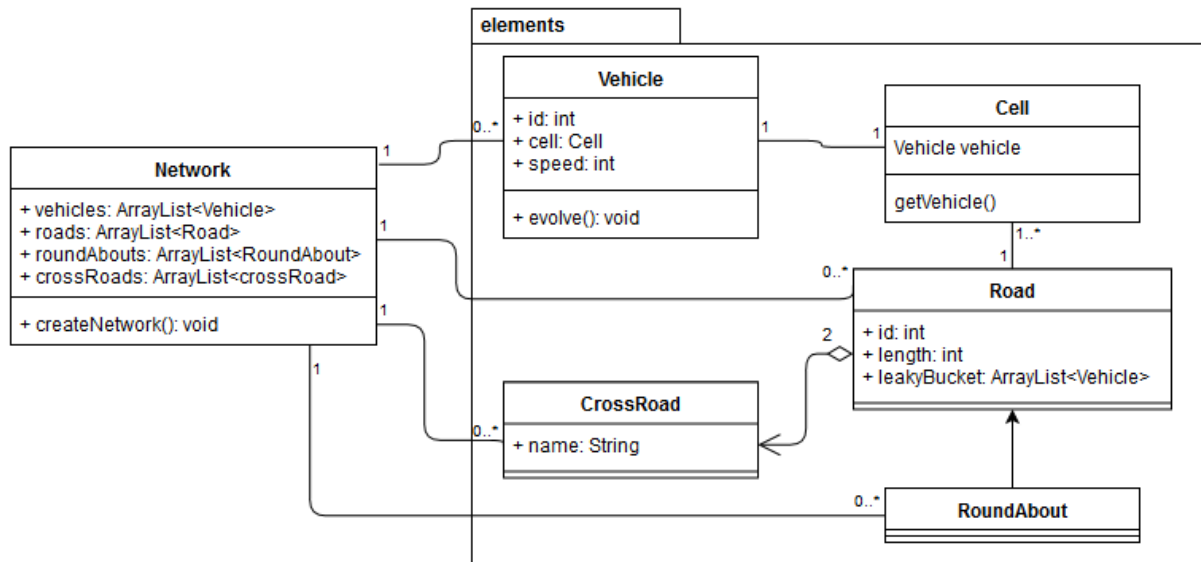 elements
Network
+ vehicles: ArrayList<Vehicle>
+ roads: ArrayList<Road>
+ roundAbouts: ArrayList<RoundAbout>
+ crossRoads: ArrayList<crossRoad>
+ createNetwork(): void
1
0..*
1
0..*
1
0..*
1
0..*
Vehicle
+ id: int
+ cell: Cell
+ speed: int
+ evolve(): void
1
1
Cell
Vehicle vehicle
getVehicle()
1..*
1
Road
+ id: int
+ length: int
+ leakyBucket: ArrayList<Vehicle>
2
CrossRoad
+ name: String
RoundAbout